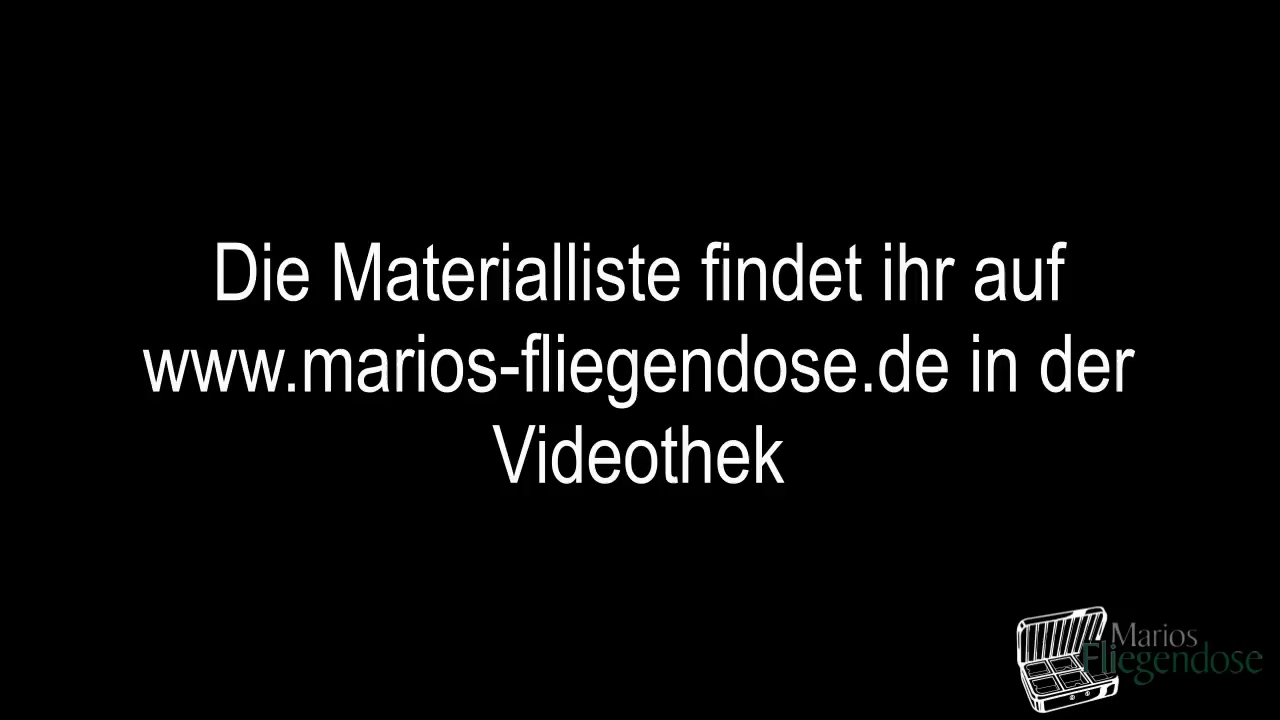 Die Materialliste findet ihr auf
www.marios-fliegendose.de in der
Videothek
Marios
Fliegendose